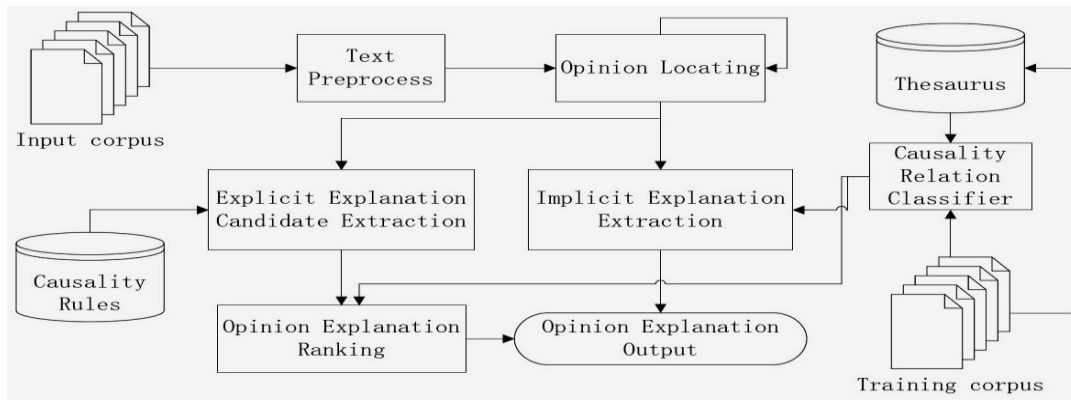 Text
Preprocess
Opinion Locating
Thesaurus
Input corpus
Explicit Explanation
Candidate Extraction
Implicit Explanation
Extraction
Causality
Relation
Classifier
Causality
Rules
Opinion Explanation
Ranking
Opinion Explanation
Output
Training corpus